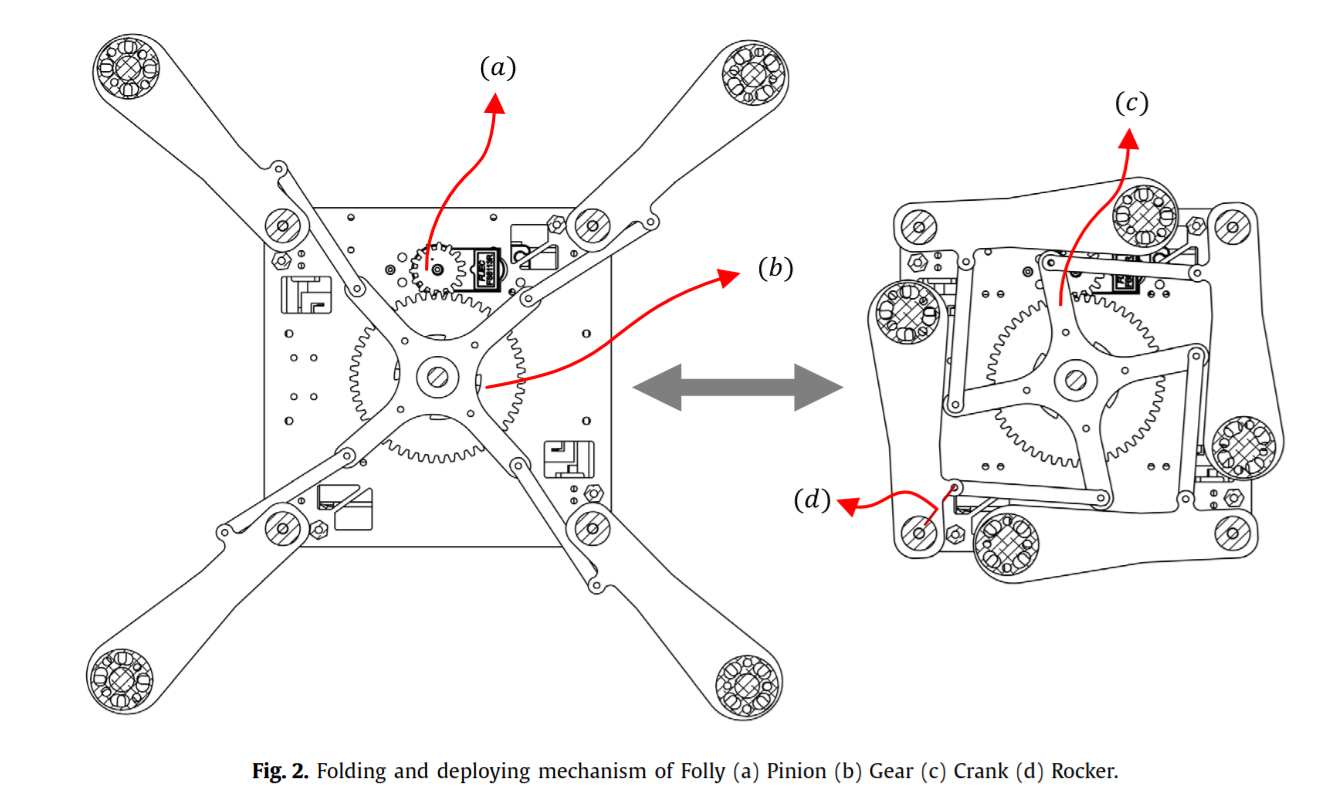 (a)
(c)
(b)
(d)
Fig. 2. Folding and deploying mechanism of Folly (a) Pinion (b) Gear (c) Crank (d) Rocker.